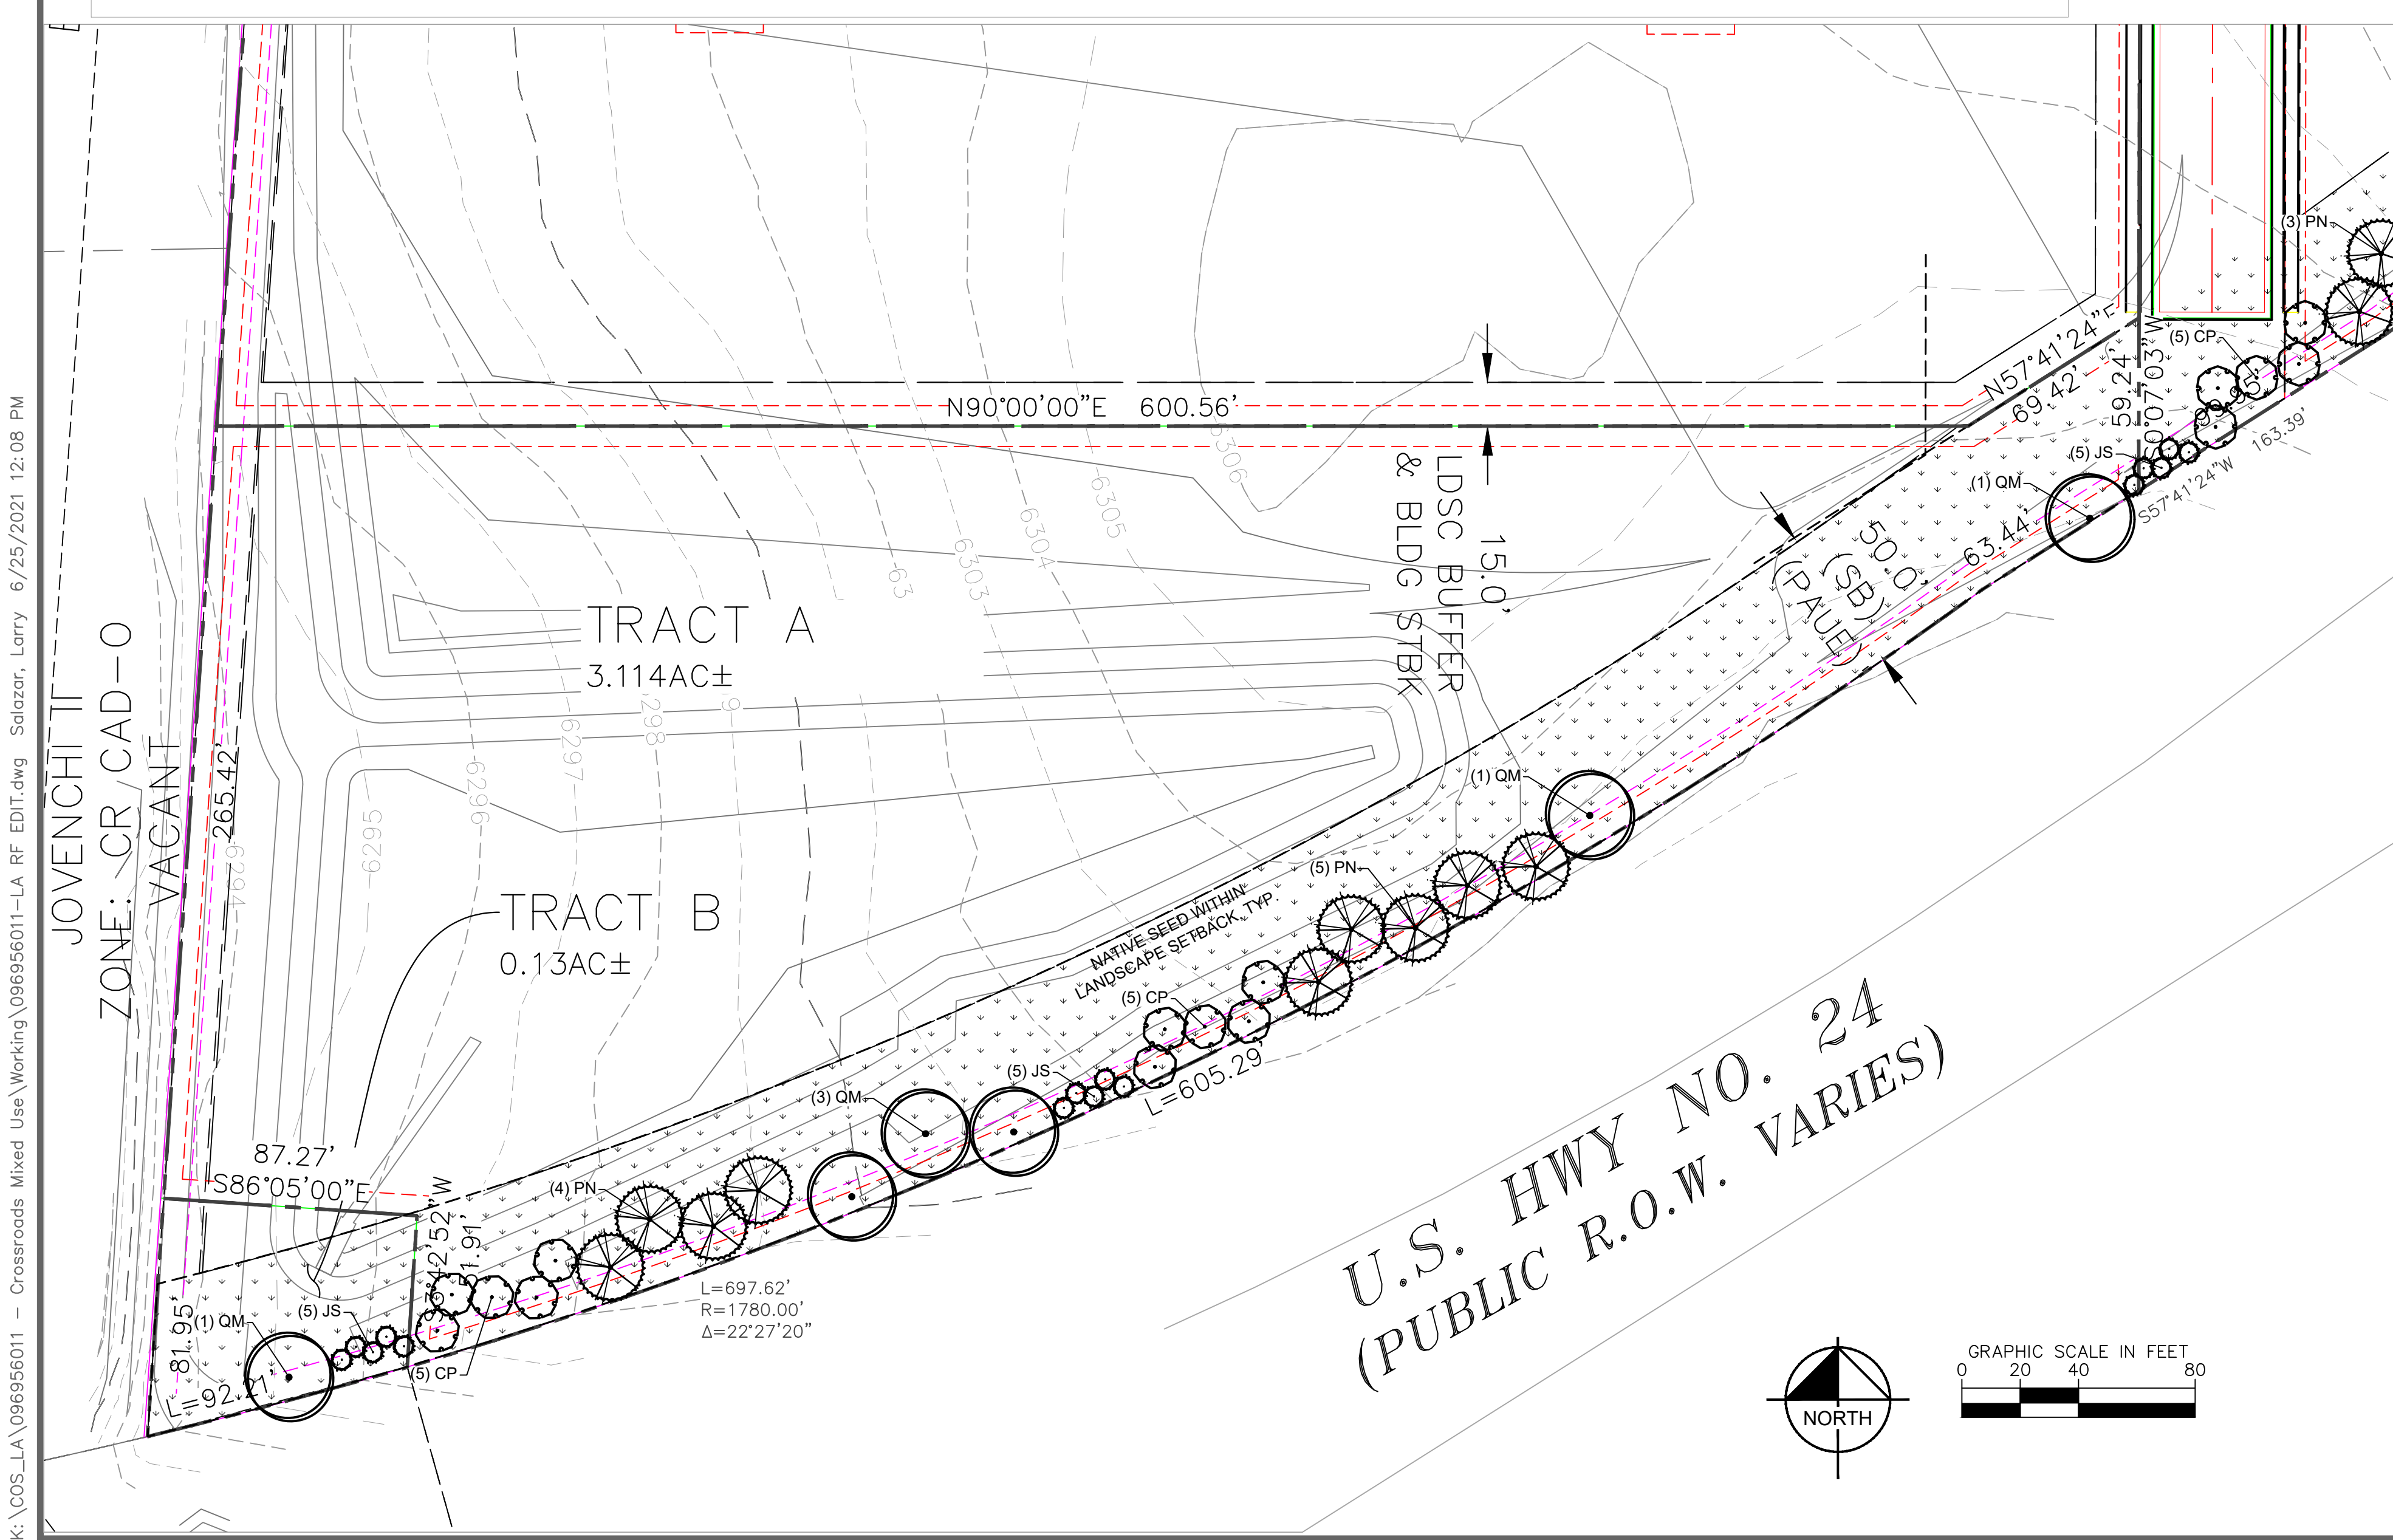 K:\COS_LA\096956011 - Crossroads Mixed Use\Working\096956011-LA RF EDIT.dwg Salazar, Larry 6/25/2021 12:08 PM
JOVENCHI II
ZONE: CR CAD-O
VACANT
265.42'
6294
6295
6296
6297
6303
6304
6305
6306
N90°00'00"E 600.56'
TRACT A
3.114AC±
TRACT B
0.13AC±
15.0'
LDSC BUFFER
& BLDG STBK
N57°41'24"E
69.42'
59.24'
S0°07'03"W
99.95'
(3) PN
(5) CP
(5) JS
(1) QM
S57°41'24"W 163.39'
50.0'
(SB)
(PAUE)
63.44'
(1) QM
(5) PN
NATIVE SEED WITHIN
LANDSCAPE SETBACK, TYP.
(5) CP
(5) JS
L=605.29'
(3) QM
(4) PN
87.27'
S86°05'00"E
51.91'
81.95'
(1) QM
(5) JS
(5) CP
L=92.21'
L=697.62'
R=1780.00'
Δ=22°27'20"
U.S. HWY NO. 24
(PUBLIC R.O.W. VARIES)
NORTH
GRAPHIC SCALE IN FEET
0 20 40 80